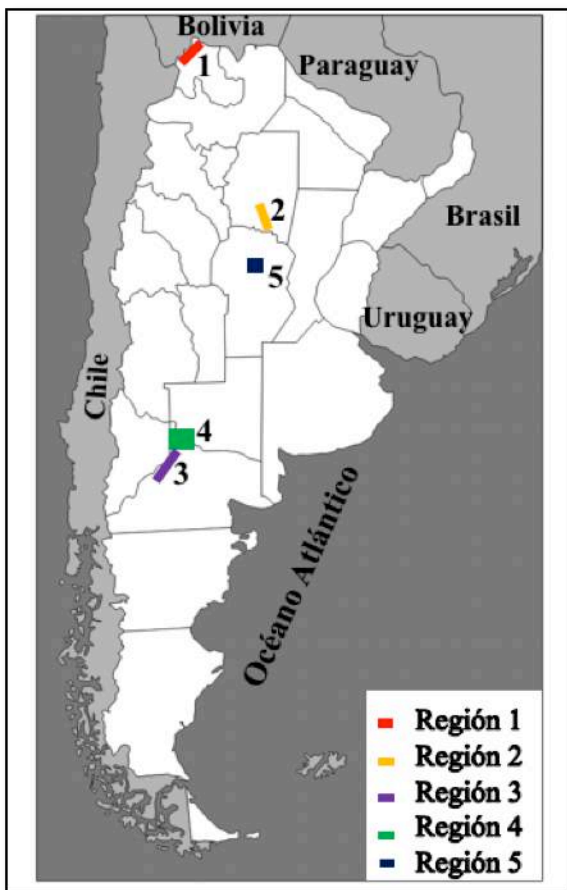 Bolivia
1
Paraguay
2
Brasil
5
Uruguay
Chile
4
3
Océano Atlántico
Región 1
Región 2
Región 3
Región 4
Región 5